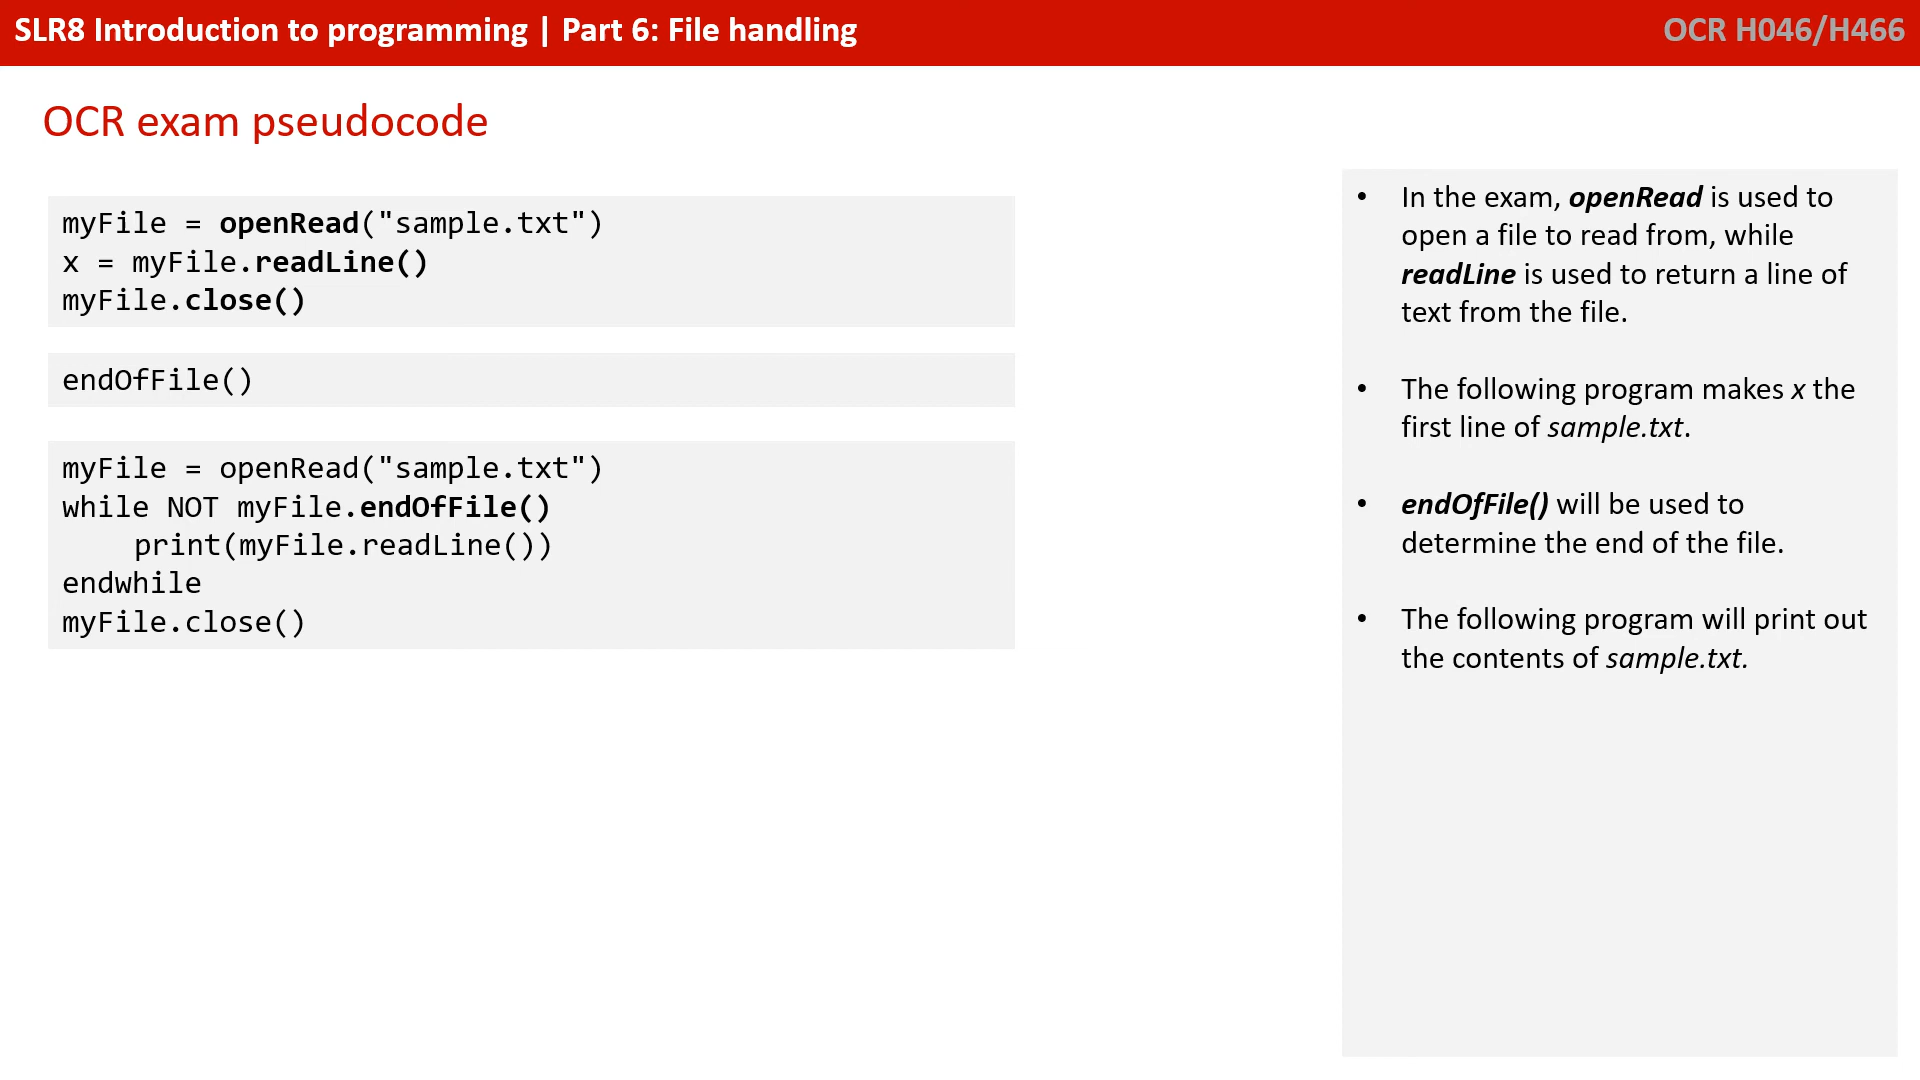 SLR8 Introduction to programming | Part 6: File handling
OCR H046/H466
OCR exam pseudocode
myFile = openRead("sample.txt")
x = myFile.readLine()
myFile.close()
endOfFile()
myFile = openRead("sample.txt")
while NOT myFile.endOfFile()
    print(myFile.readLine())
endwhile
myFile.close()
• In the exam, openRead is used to
open a file to read from, while
readLine is used to return a line of
text from the file.
• The following program makes x the
first line of sample.txt.
• endOfFile() will be used to
determine the end of the file.
• The following program will print out
the contents of sample.txt.